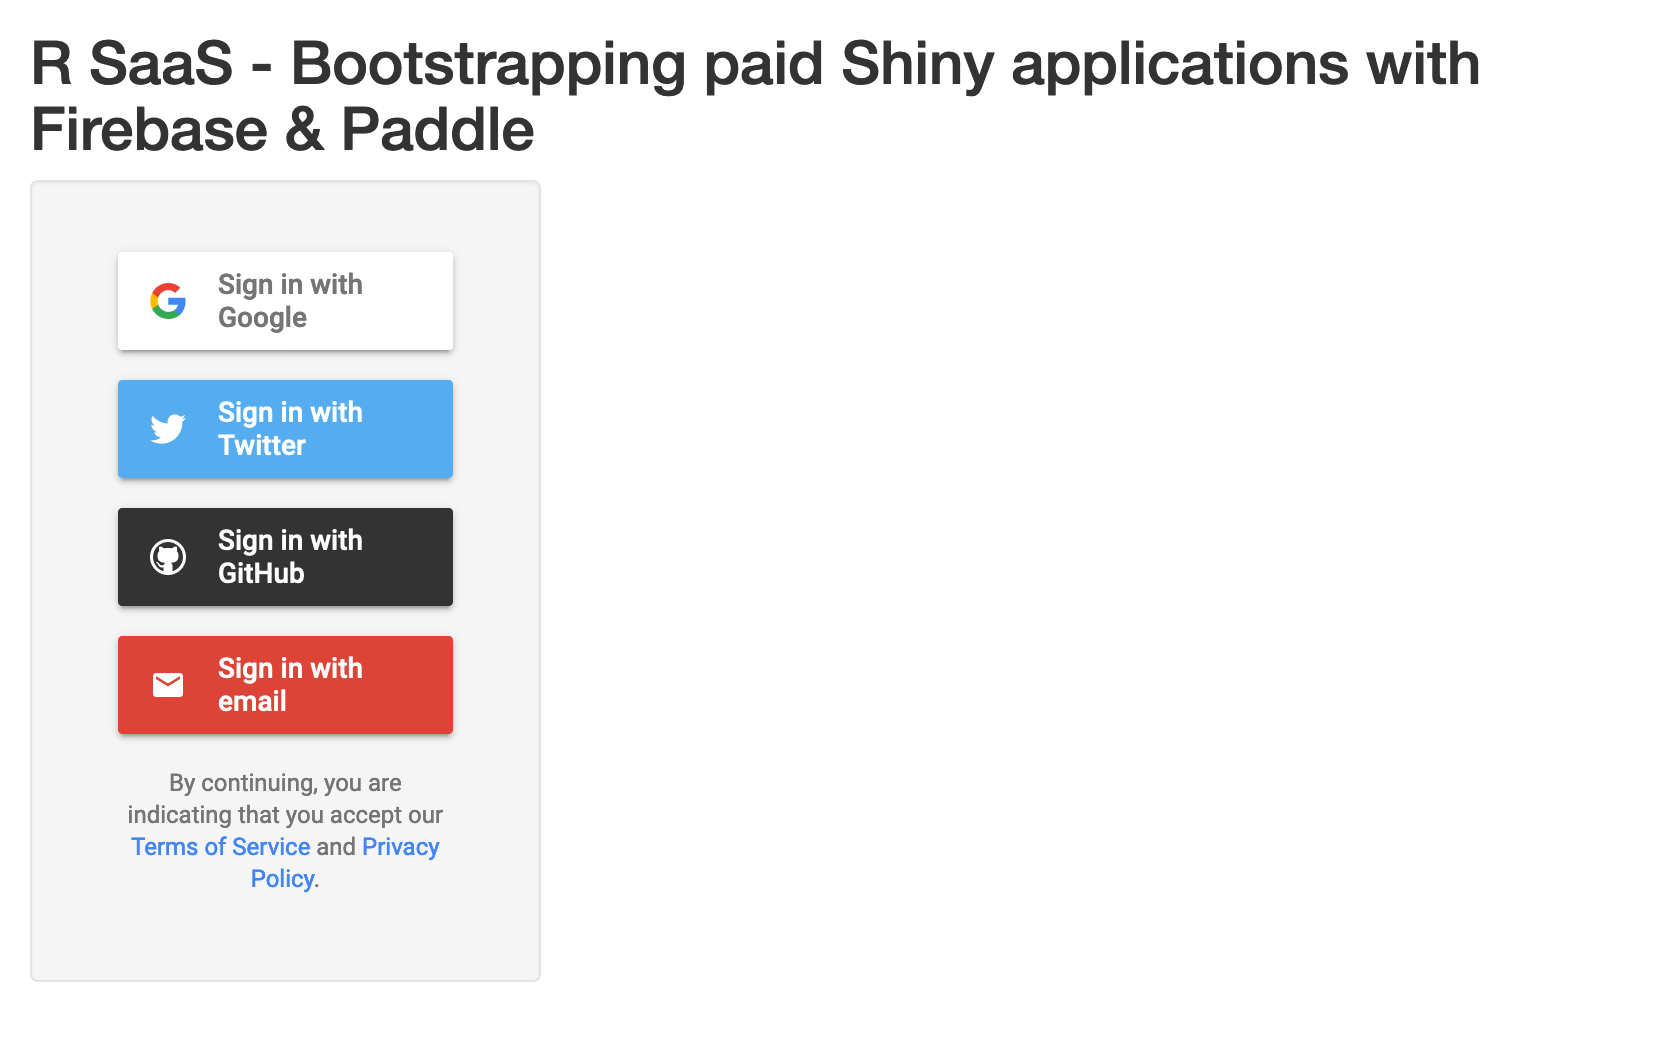 R SaaS - Bootstrapping paid Shiny applications with
Firebase & Paddle
Sign in with
Google
Sign in with
Twitter
Sign in with
GitHub
Sign in with
email
By continuing, you are
indicating that you accept our
Terms of Service and Privacy
Policy.